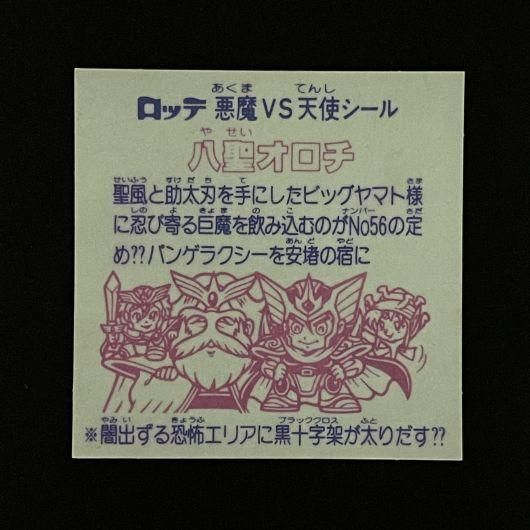 ロッテ 悪魔VS天使シール
八聖オロチ
聖風と助太刀を手にしたビッグヤマト様
に忍び寄る巨魔を飲み込むのがNo56の定
め??バンゲラクシーを安堵の宿に
※闇出ずる恐怖エリアに黒十字架が太りだす??